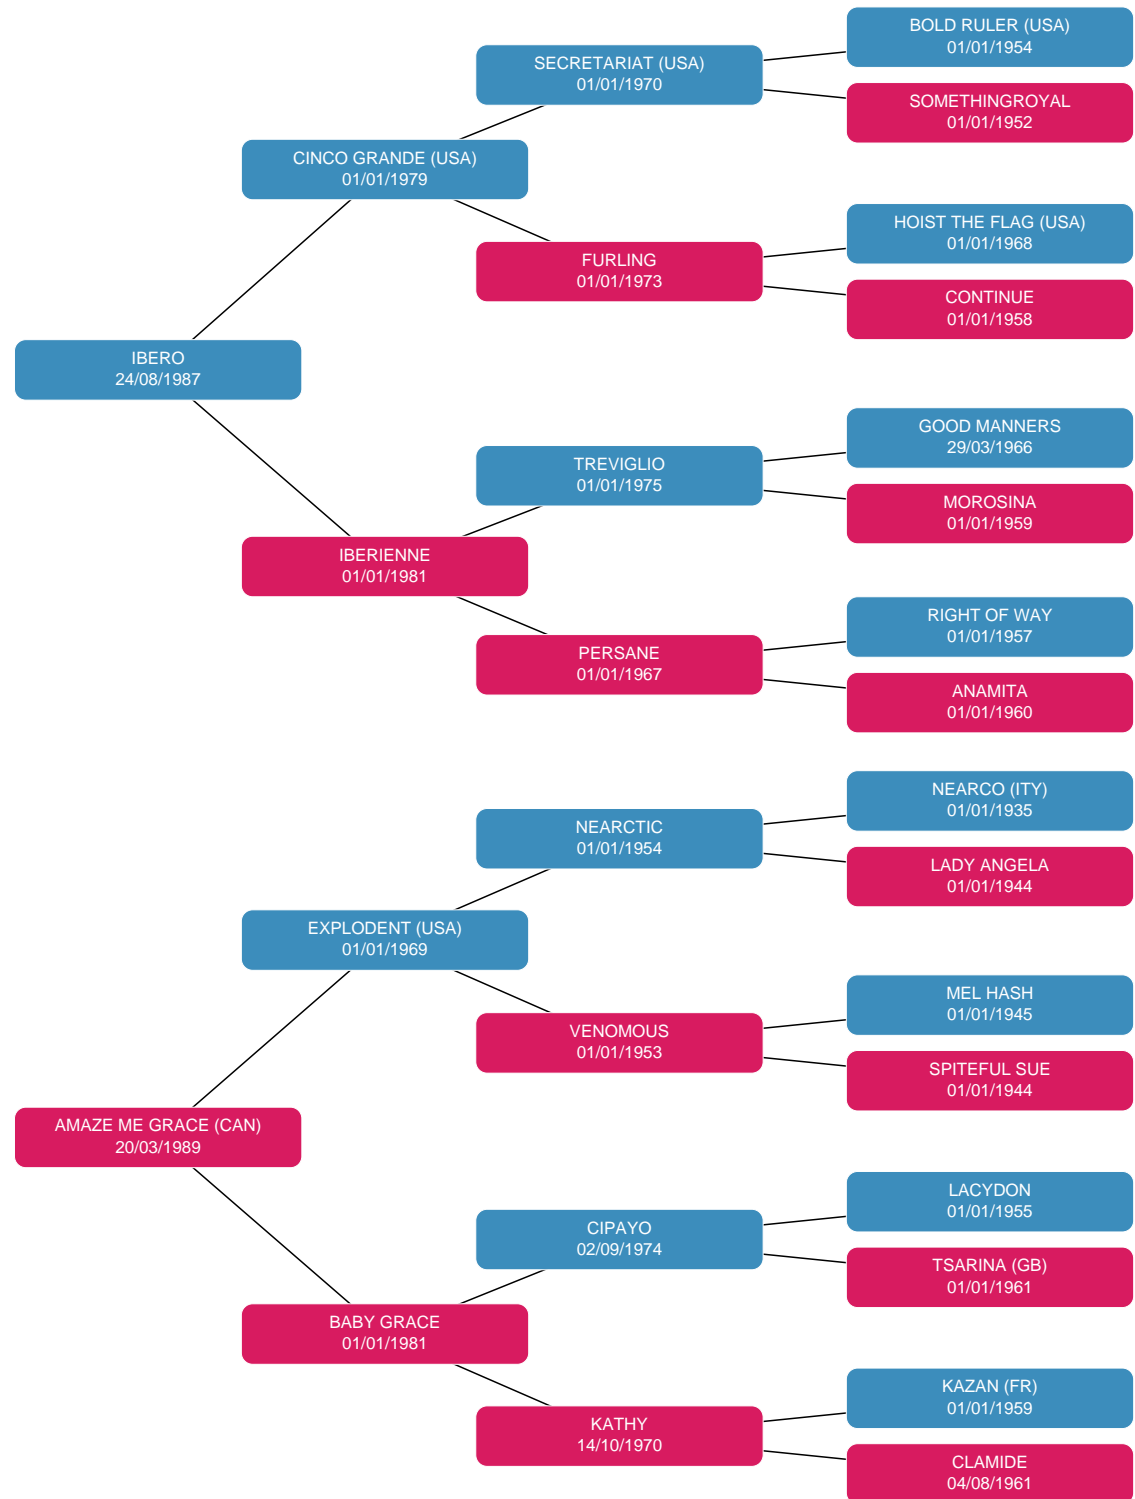 BOLD RULER (USA)
01/01/1954
SECRETARIAT (USA)
01/01/1970
SOMETHINGROYAL
01/01/1952
CINCO GRANDE (USA)
01/01/1979
HOIST THE FLAG (USA)
01/01/1968
FURLING
01/01/1973
CONTINUE
01/01/1958
IBERO
24/08/1987
GOOD MANNERS
29/03/1966
TREVIGLIO
01/01/1975
MOROSINA
01/01/1959
IBERIENNE
01/01/1981
RIGHT OF WAY
01/01/1957
PERSANE
01/01/1967
ANAMITA
01/01/1960
NEARCO (ITY)
01/01/1935
NEARCTIC
01/01/1954
LADY ANGELA
01/01/1944
EXPLODENT (USA)
01/01/1969
MEL HASH
01/01/1945
VENOMOUS
01/01/1953
SPITEFUL SUE
01/01/1944
AMAZE ME GRACE (CAN)
20/03/1989
LACYDON
01/01/1955
CIPAYO
02/09/1974
TSARINA (GB)
01/01/1961
BABY GRACE
01/01/1981
KAZAN (FR)
01/01/1959
KATHY
14/10/1970
CLAMIDE
04/08/1961